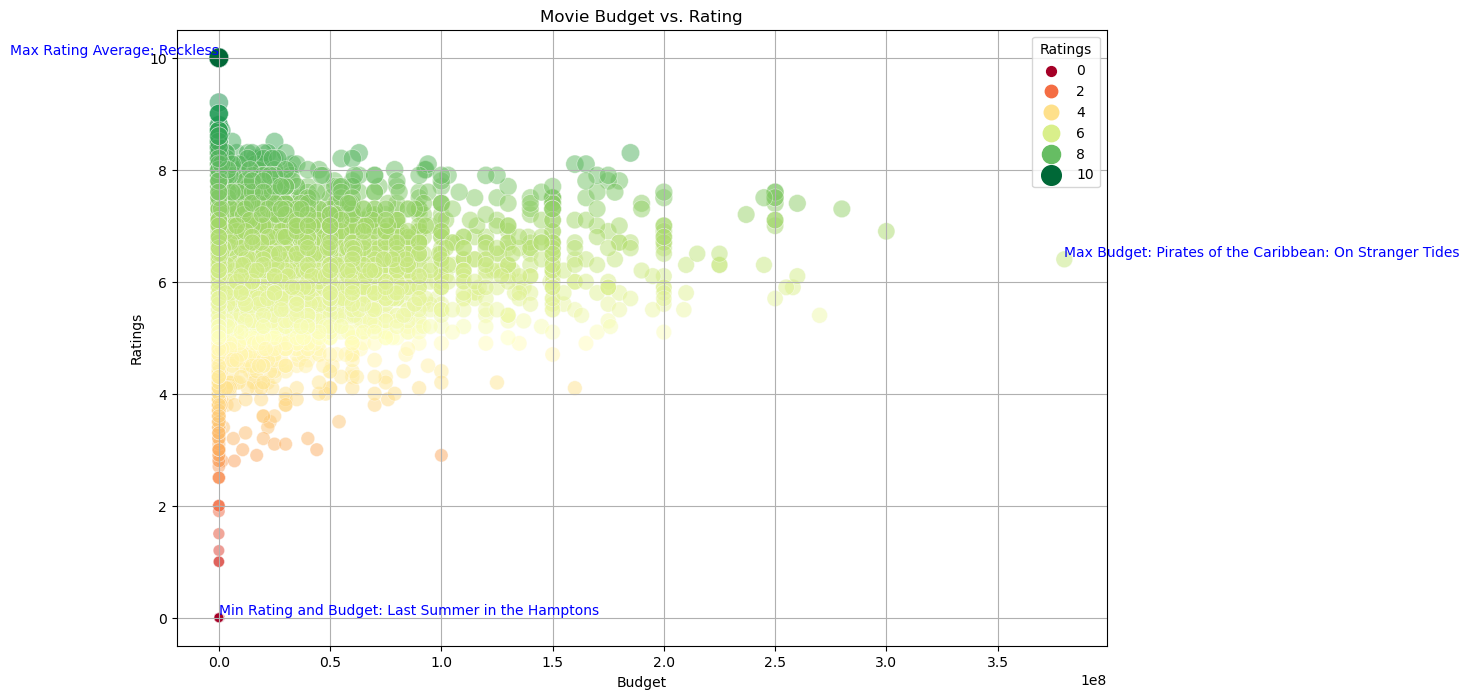 Movie Budget vs. Rating
Max Rating Average: Reckless
Ratings
0
2
4
6
8
10
Max Budget: Pirates of the Caribbean: On Stranger Tides
Min Rating and Budget: Last Summer in the Hamptons
Ratings
10
8
6
4
2
0
0.0 0.5 1.0 1.5 2.0 2.5 3.0 3.5
1e8
Budget